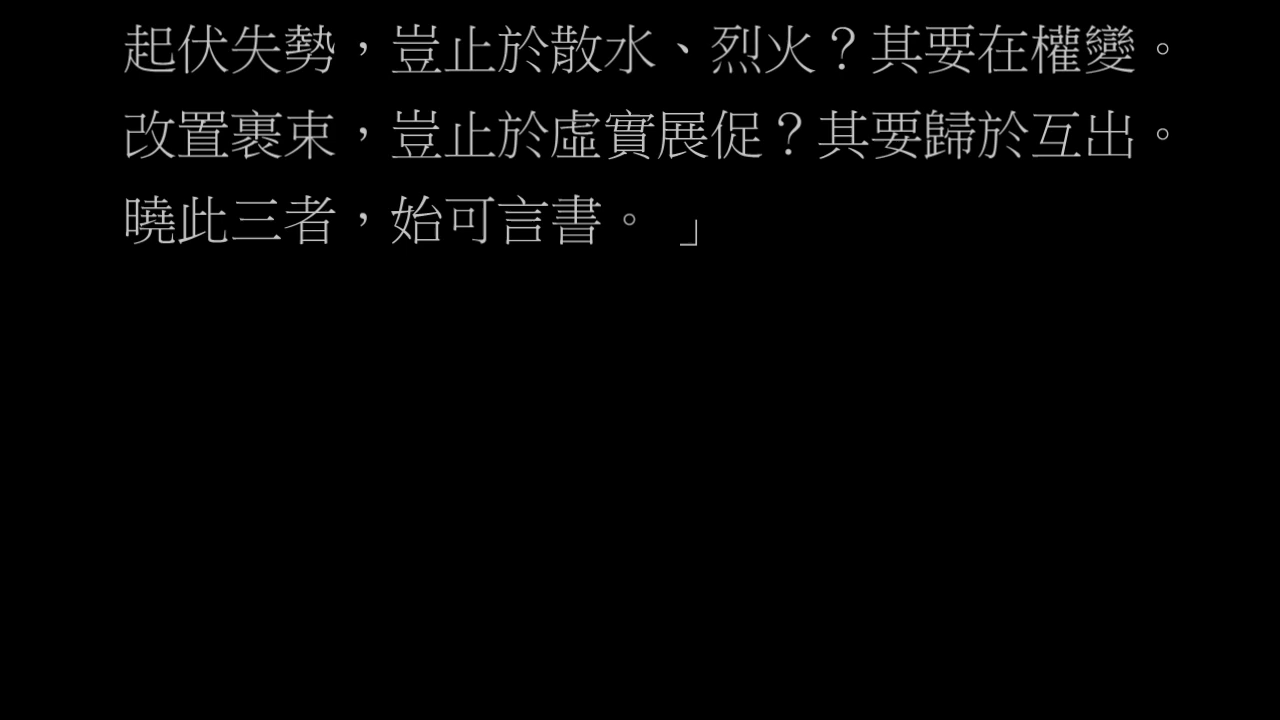 起伏失勢，豈止於散水、烈火？其要在權變。
改置裹束，豈止於虛實展促？其要歸於互出。
曉此三者，始可言書。 」